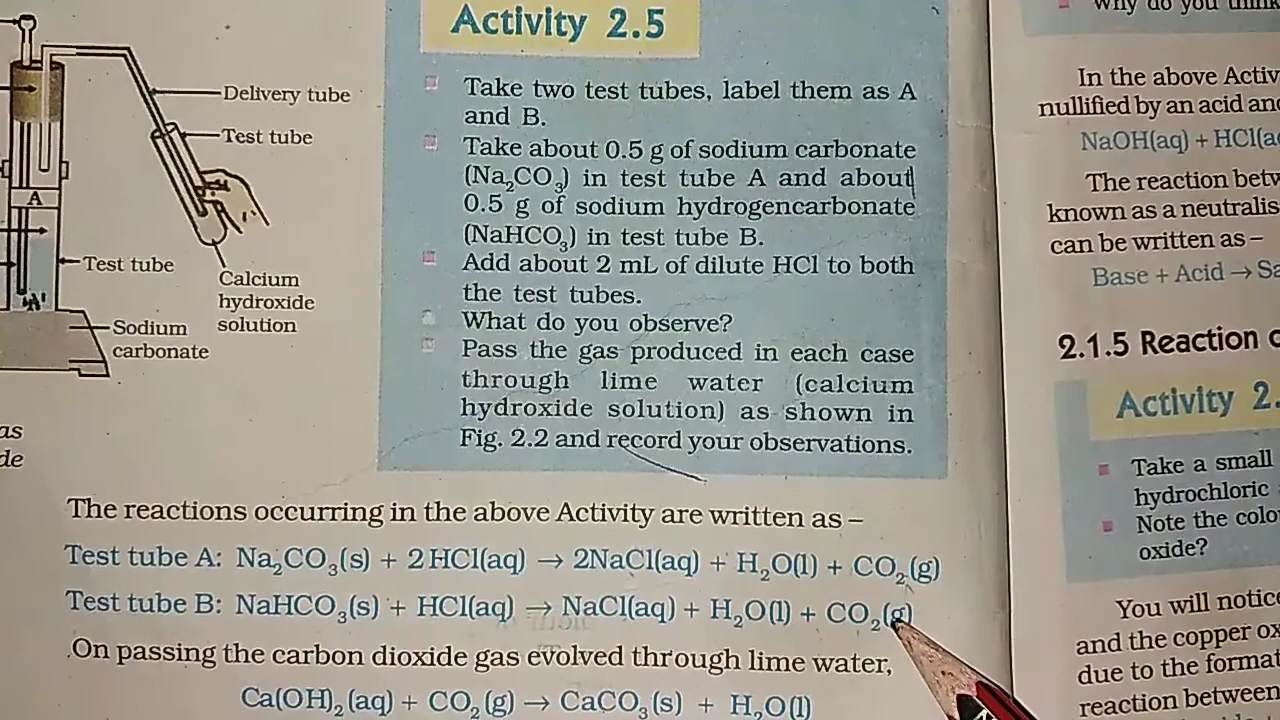 Delivery tube
Test tube
A
Test tube
Calcium
hydroxide
solution
Sodium
carbonate
as
de
Activity 2.5
Take two test tubes, label them as A
and B.
Take about 0.5 g of sodium carbonate
(Na₂CO₃) in test tube A and about
0.5 g of sodium hydrogencarbonate
(NaHCO₃) in test tube B.
Add about 2 mL of dilute HCl to both
the test tubes.
What do you observe?
Pass the gas produced in each case
through lime water (calcium
hydroxide solution) as shown in
Fig. 2.2 and record your observations.
The reactions occurring in the above Activity are written as –
Test tube A: Na₂CO₃(s) + 2HCl(aq) → 2NaCl(aq) + H₂O(l) + CO₂(g)
Test tube B: NaHCO₃(s) + HCl(aq) → NaCl(aq) + H₂O(l) + CO₂(g)
On passing the carbon dioxide gas evolved through lime water,
Ca(OH)₂(aq) + CO₂(g) → CaCO₃(s) + H₂O(l)
Why do you think
In the above Activ
nullified by an acid and
NaOH(aq) + HCl(a
The reaction betw
known as a neutralis
can be written as –
Base + Acid → Sa
2.1.5 Reaction
Activity 2.
Take a small
hydrochloric
Note the colo
oxide?
You will notice
and the copper ox
due to the format
reaction between